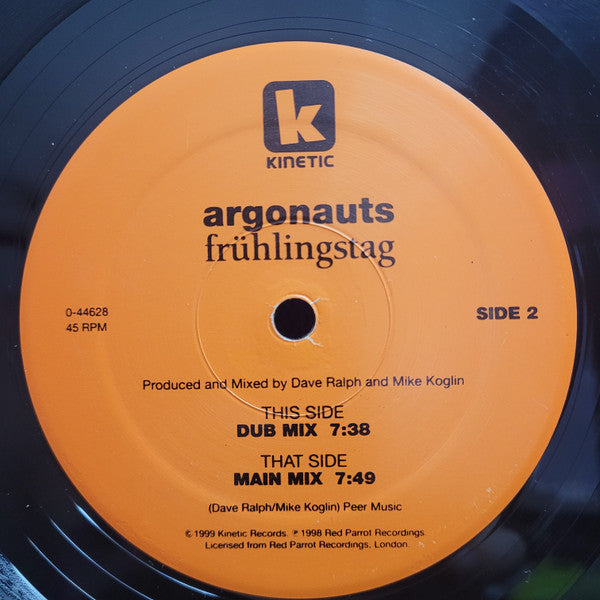 k
KINETIC
argonauts
frühlingstag
0-44628
45 RPM
SIDE 2
Produced and Mixed by Dave Ralph and Mike Koglin
THIS SIDE
DUB MIX 7:38
THAT SIDE
MAIN MIX 7:49
(Dave Ralph/Mike Koglin) Peer Music
© 1999 Kinetic Records. ℗ 1998 Red Parrot Recordings.
Licensed from Red Parrot Recordings, London.